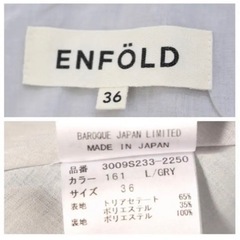 ENFÖLD
36
BAROQUE JAPAN LIMITED
MADE IN JAPAN
品番 3009S233-2250
カラー 161 L/GRY
サイズ 36
表地 トリアセテート 65%
ポリエステル 35%
裏地 ポリエステル 100%